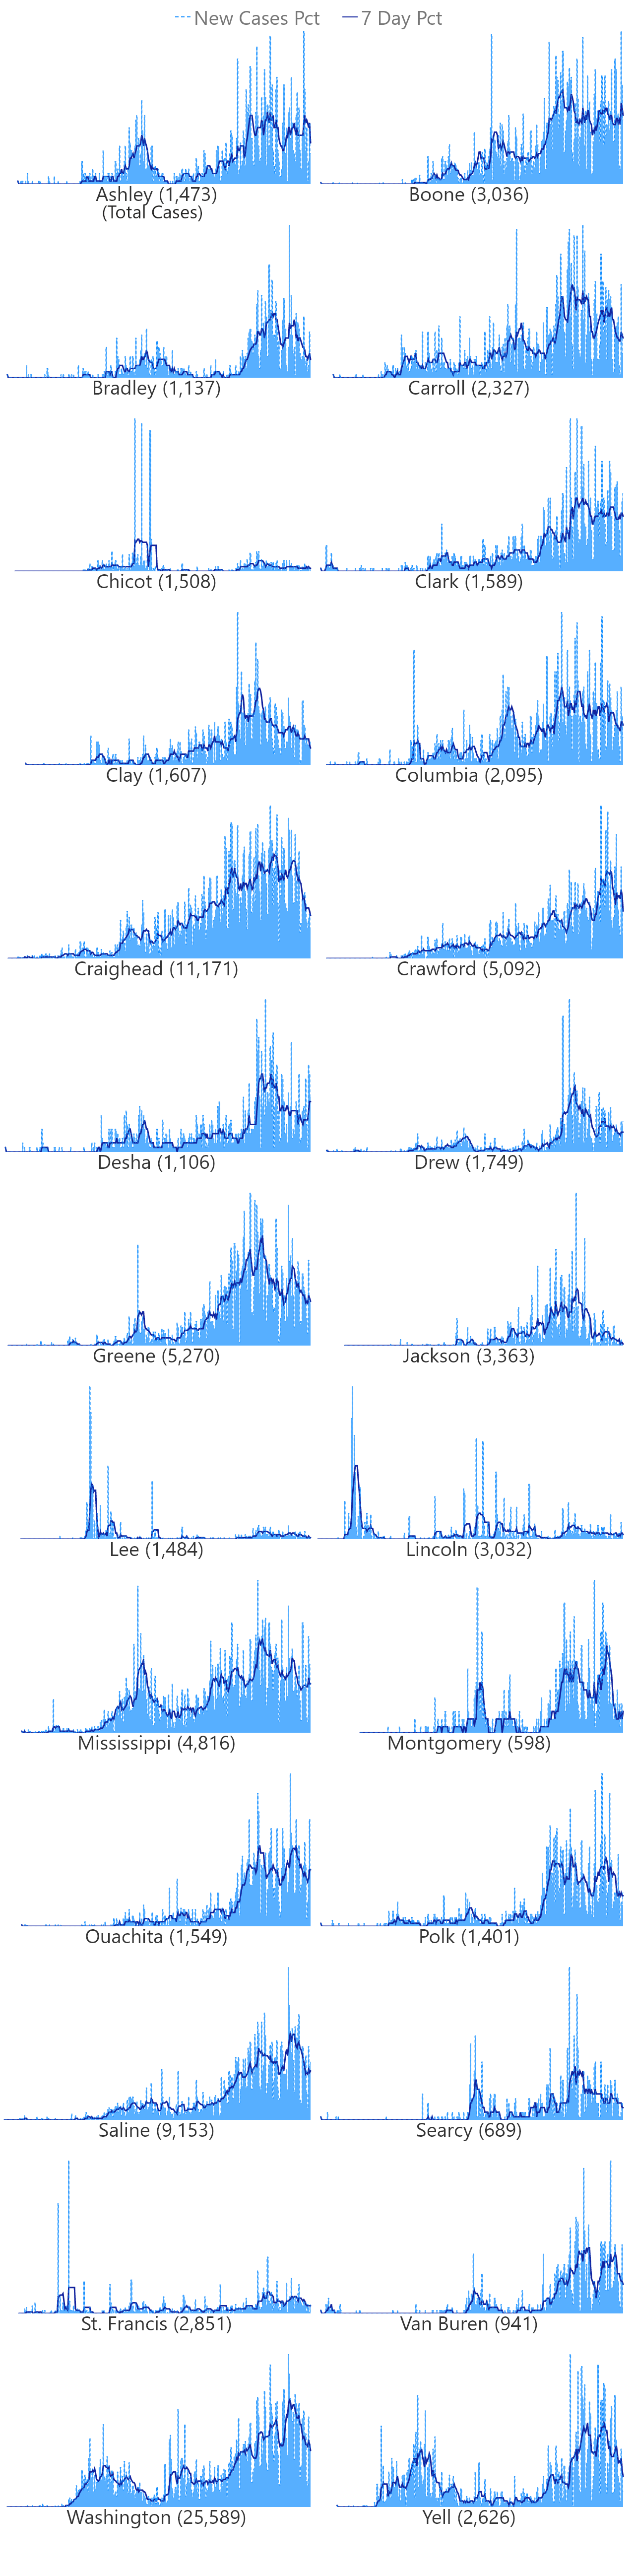 New Cases Pct 7 Day Pct
Ashley (1,473) Boone (3,036)
(Total Cases)
Bradley (1,137) Carroll (2,327)
Chicot (1,508) Clark (1,589)
Clay (1,607) Columbia (2,095)
Craighead (11,171) Crawford (5,092)
Desha (1,106) Drew (1,749)
Greene (5,270) Jackson (3,363)
Lee (1,484) Lincoln (3,032)
Mississippi (4,816) Montgomery (598)
Ouachita (1,549) Polk (1,401)
Saline (9,153) Searcy (689)
St. Francis (2,851) Van Buren (941)
Washington (25,589) Yell (2,626)